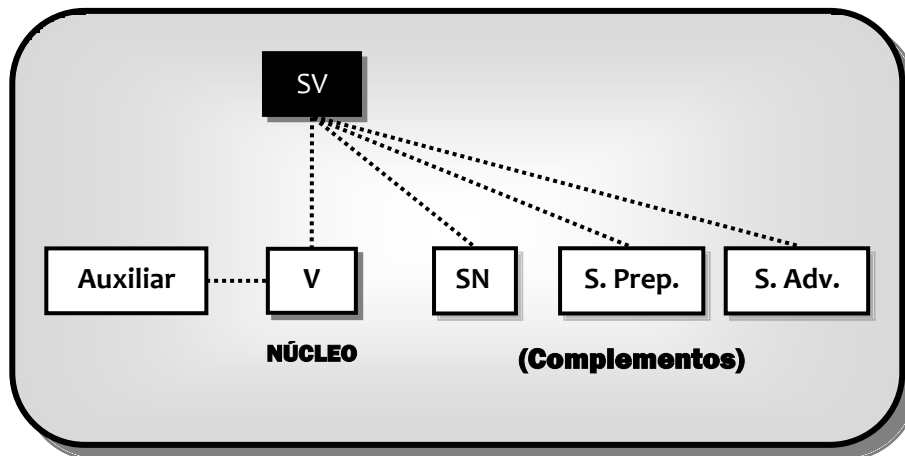 SV
Auxiliar V SN S. Prep. S. Adv.
NÚCLEO (Complementos)